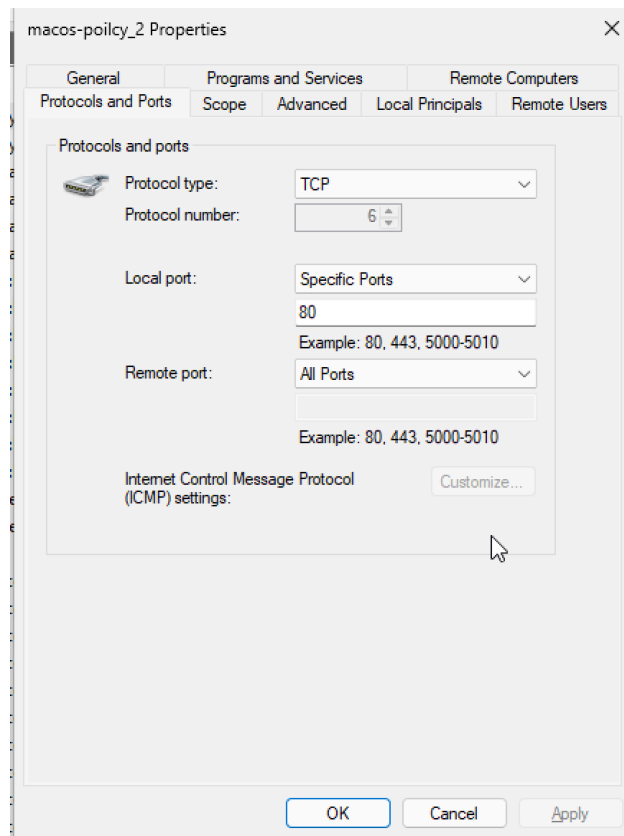 macos-poilcy_2 Properties
General Programs and Services Remote Computers
Protocols and Ports Scope Advanced Local Principals Remote Users
Protocols and ports
Protocol type: TCP
Protocol number: 6
Local port: Specific Ports
80
Example: 80, 443, 5000-5010
Remote port: All Ports
Example: 80, 443, 5000-5010
Internet Control Message Protocol Customize...
(ICMP) settings:
OK Cancel Apply